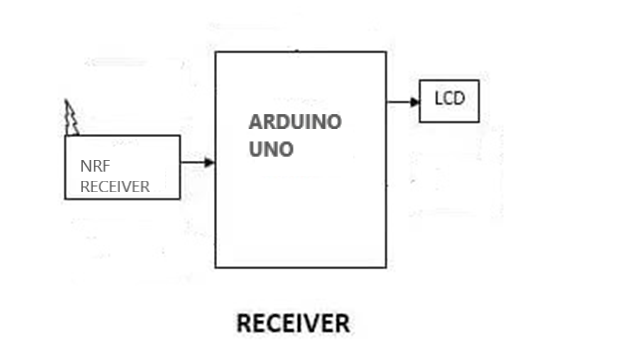 ARDUINO
UNO
LCD
NRF
RECEIVER
RECEIVER